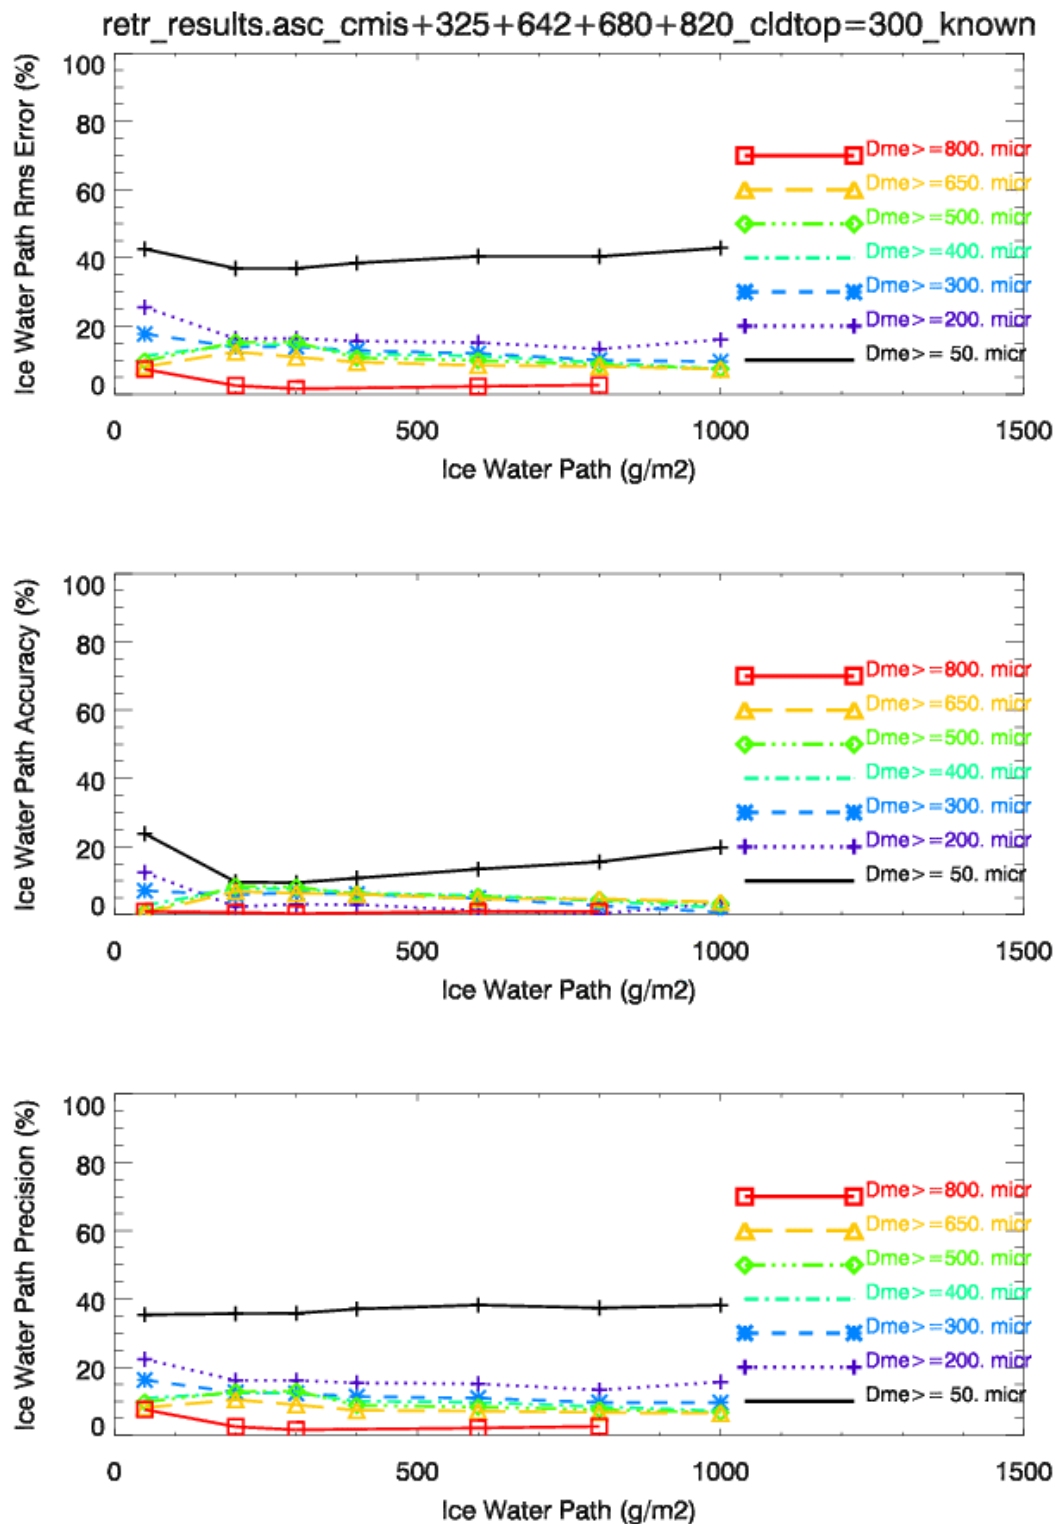 retr_results.asc_cmis+325+642+680+820_cldtop=300_known
Ice Water Path Rms Error (%)
100
80
60
40
20
0
Dme>=800. micr
Dme>=650. micr
Dme>=500. micr
Dme>=400. micr
Dme>=300. micr
Dme>=200. micr
Dme>= 50. micr
0 500 1000 1500
Ice Water Path (g/m2)
Ice Water Path Accuracy (%)
100
80
60
40
20
0
Dme>=800. micr
Dme>=650. micr
Dme>=500. micr
Dme>=400. micr
Dme>=300. micr
Dme>=200. micr
Dme>= 50. micr
0 500 1000 1500
Ice Water Path (g/m2)
Ice Water Path Precision (%)
100
80
60
40
20
0
Dme>=800. micr
Dme>=650. micr
Dme>=500. micr
Dme>=400. micr
Dme>=300. micr
Dme>=200. micr
Dme>= 50. micr
0 500 1000 1500
Ice Water Path (g/m2)